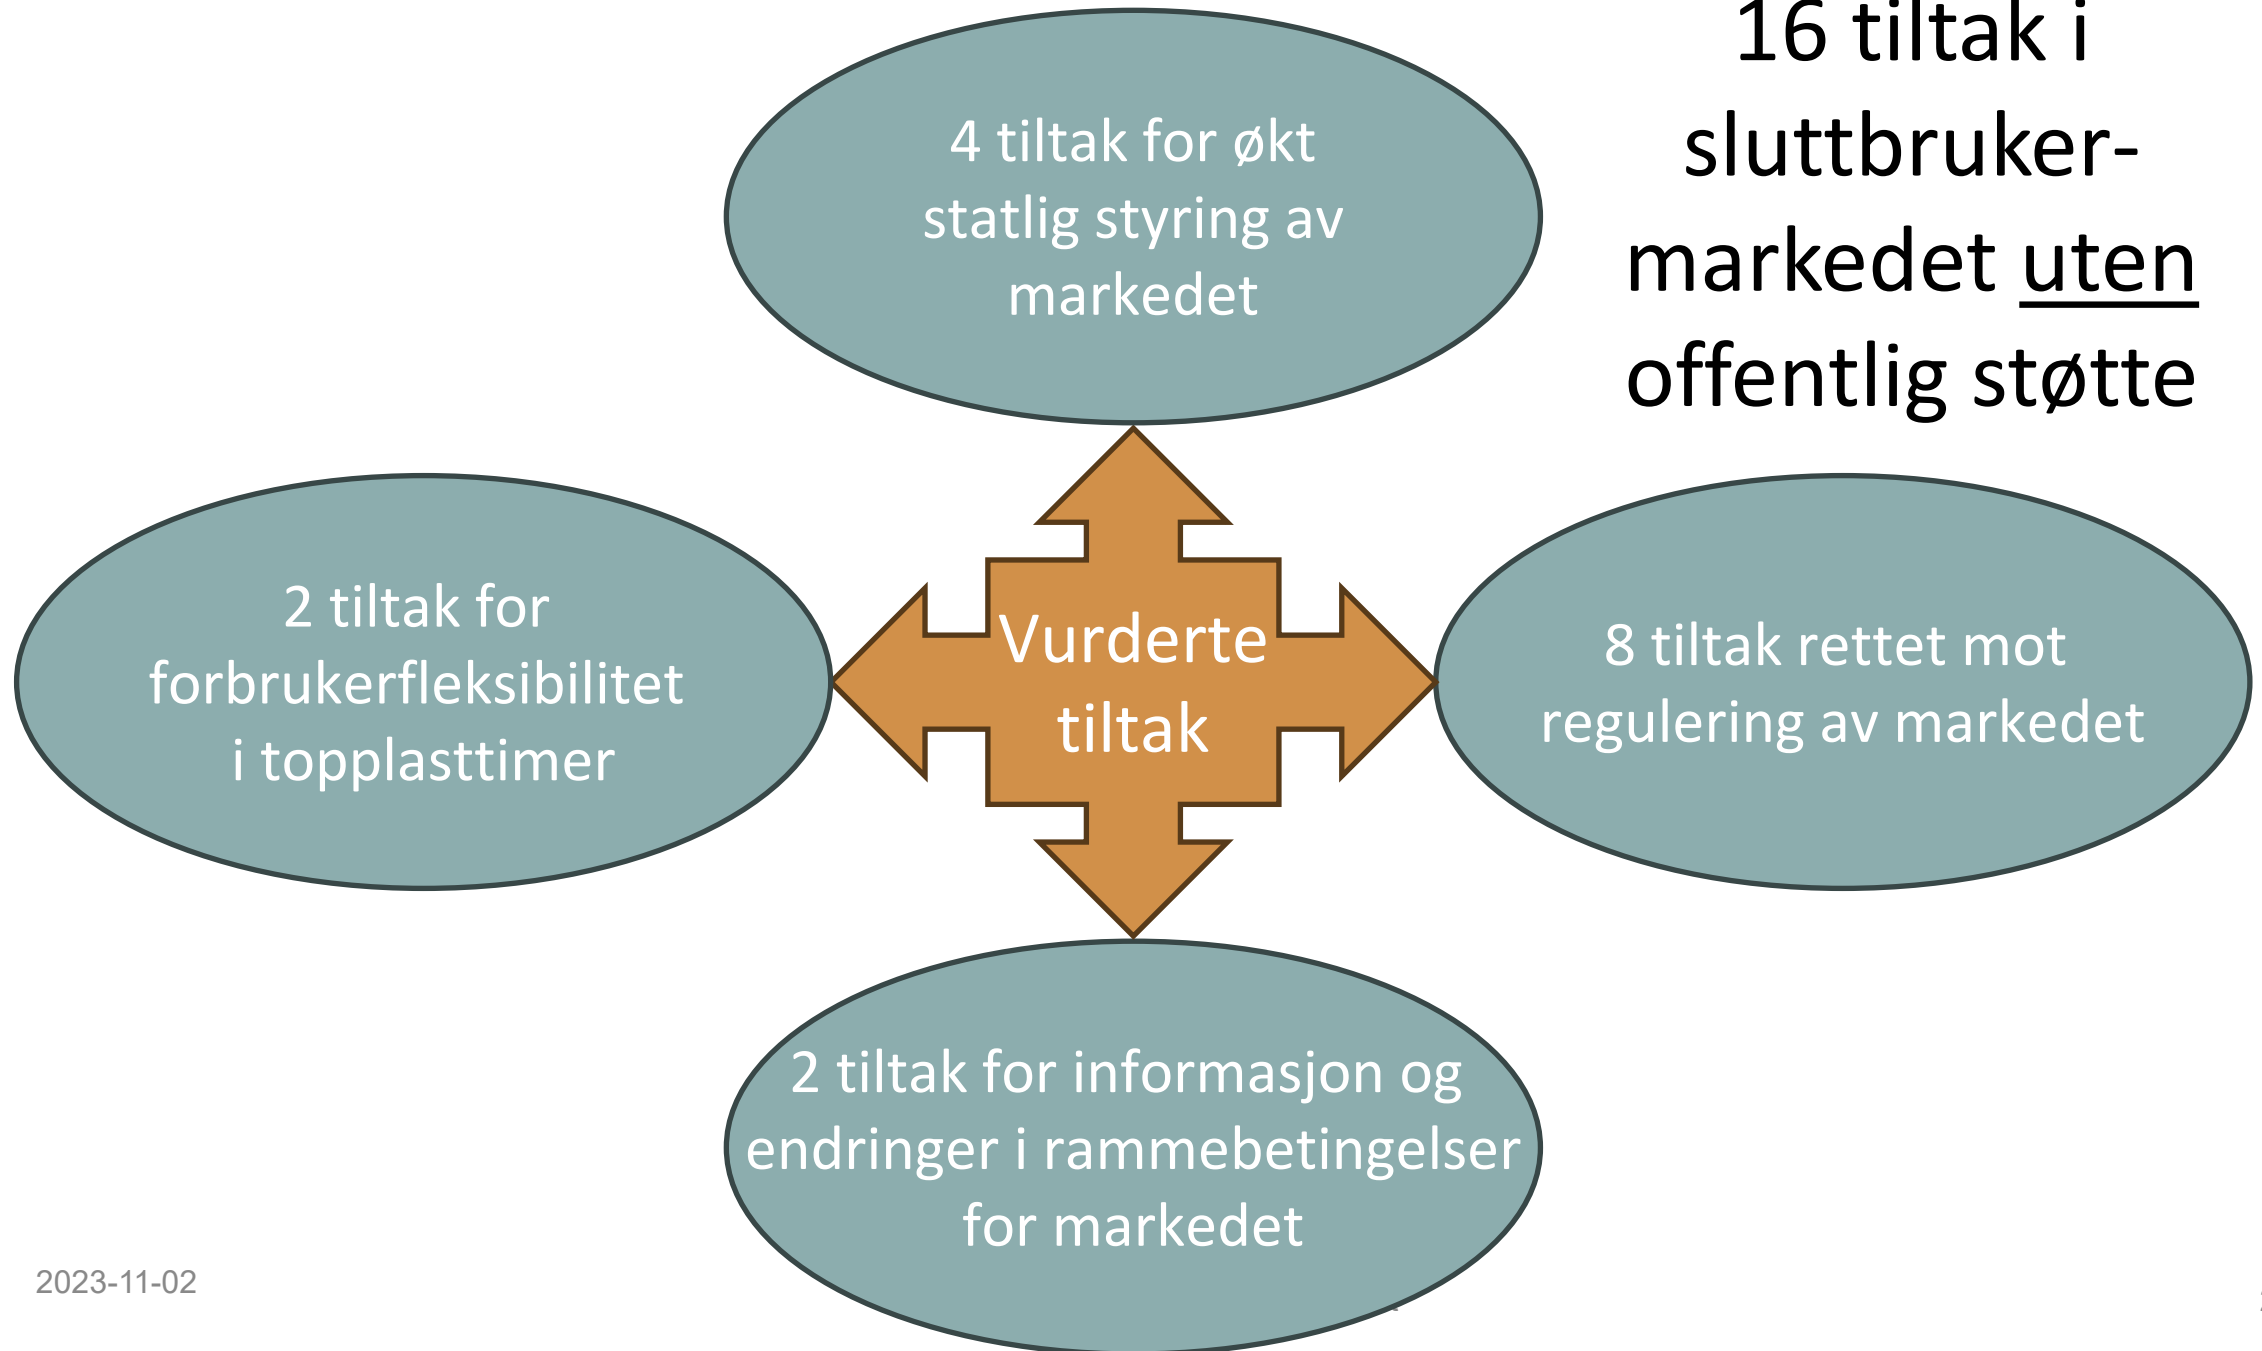 16 tiltak i
sluttbruker-
markedet uten
offentlig støtte
4 tiltak for økt
statlig styring av
markedet
2 tiltak for
forbrukerfleksibilitet
i topplasttimer
Vurderte
tiltak
8 tiltak rettet mot
regulering av markedet
2 tiltak for informasjon og
endringer i rammebetingelser
for markedet
2023-11-02